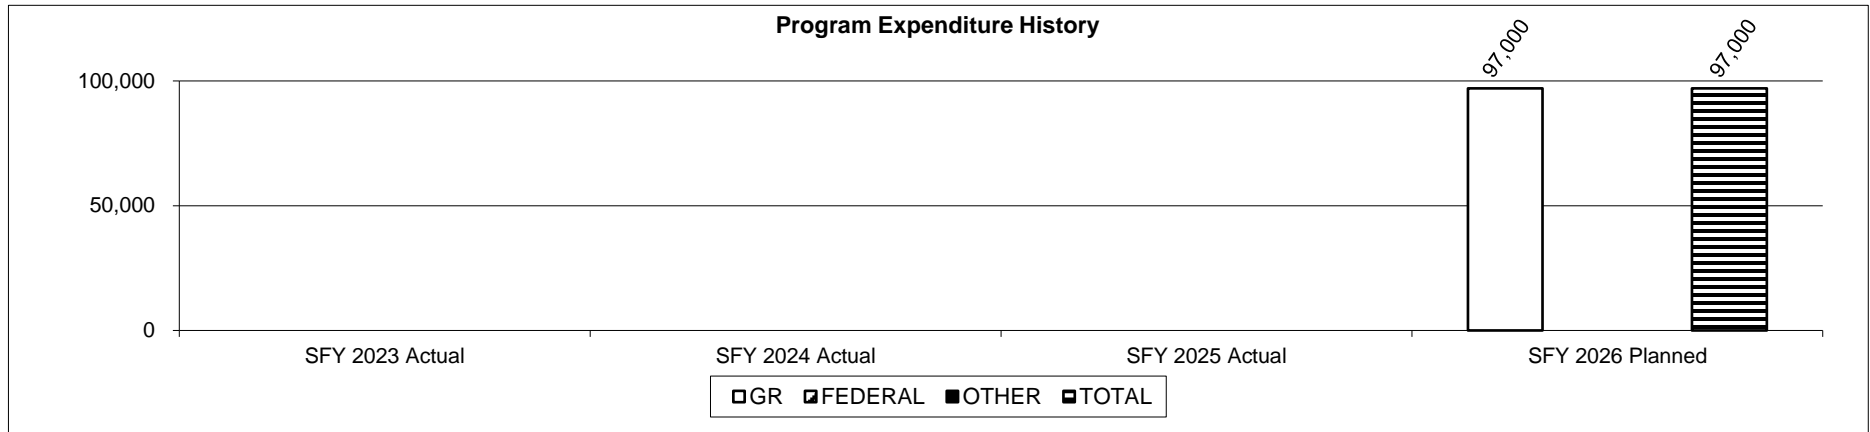 Program Expenditure History
97,000 97,000
100,000
50,000
0
SFY 2023 Actual SFY 2024 Actual SFY 2025 Actual SFY 2026 Planned
GR FEDERAL OTHER TOTAL